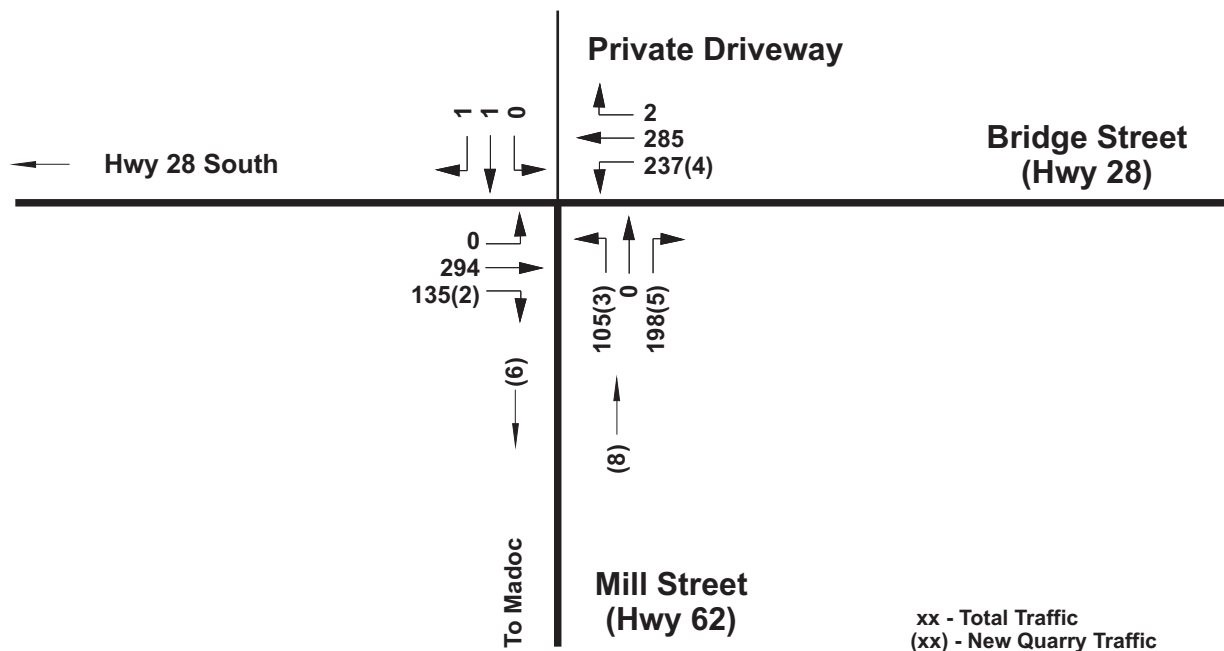 Private Driveway
1 1 0
2
285
237(4)
Bridge Street
(Hwy 28)
Hwy 28 South
0
294
135(2)
105(3)
0
198(5)
(6)
(8)
To Madoc
Mill Street
(Hwy 62)
xx - Total Traffic
(xx) - New Quarry Traffic